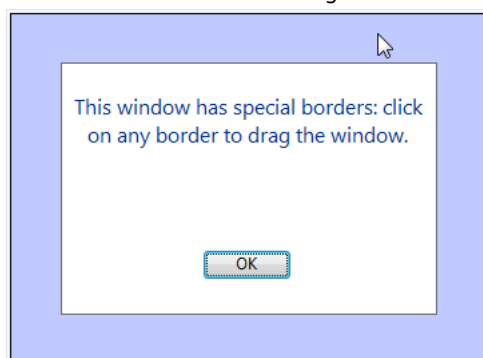 This window has special borders: click
on any border to drag the window.
OK